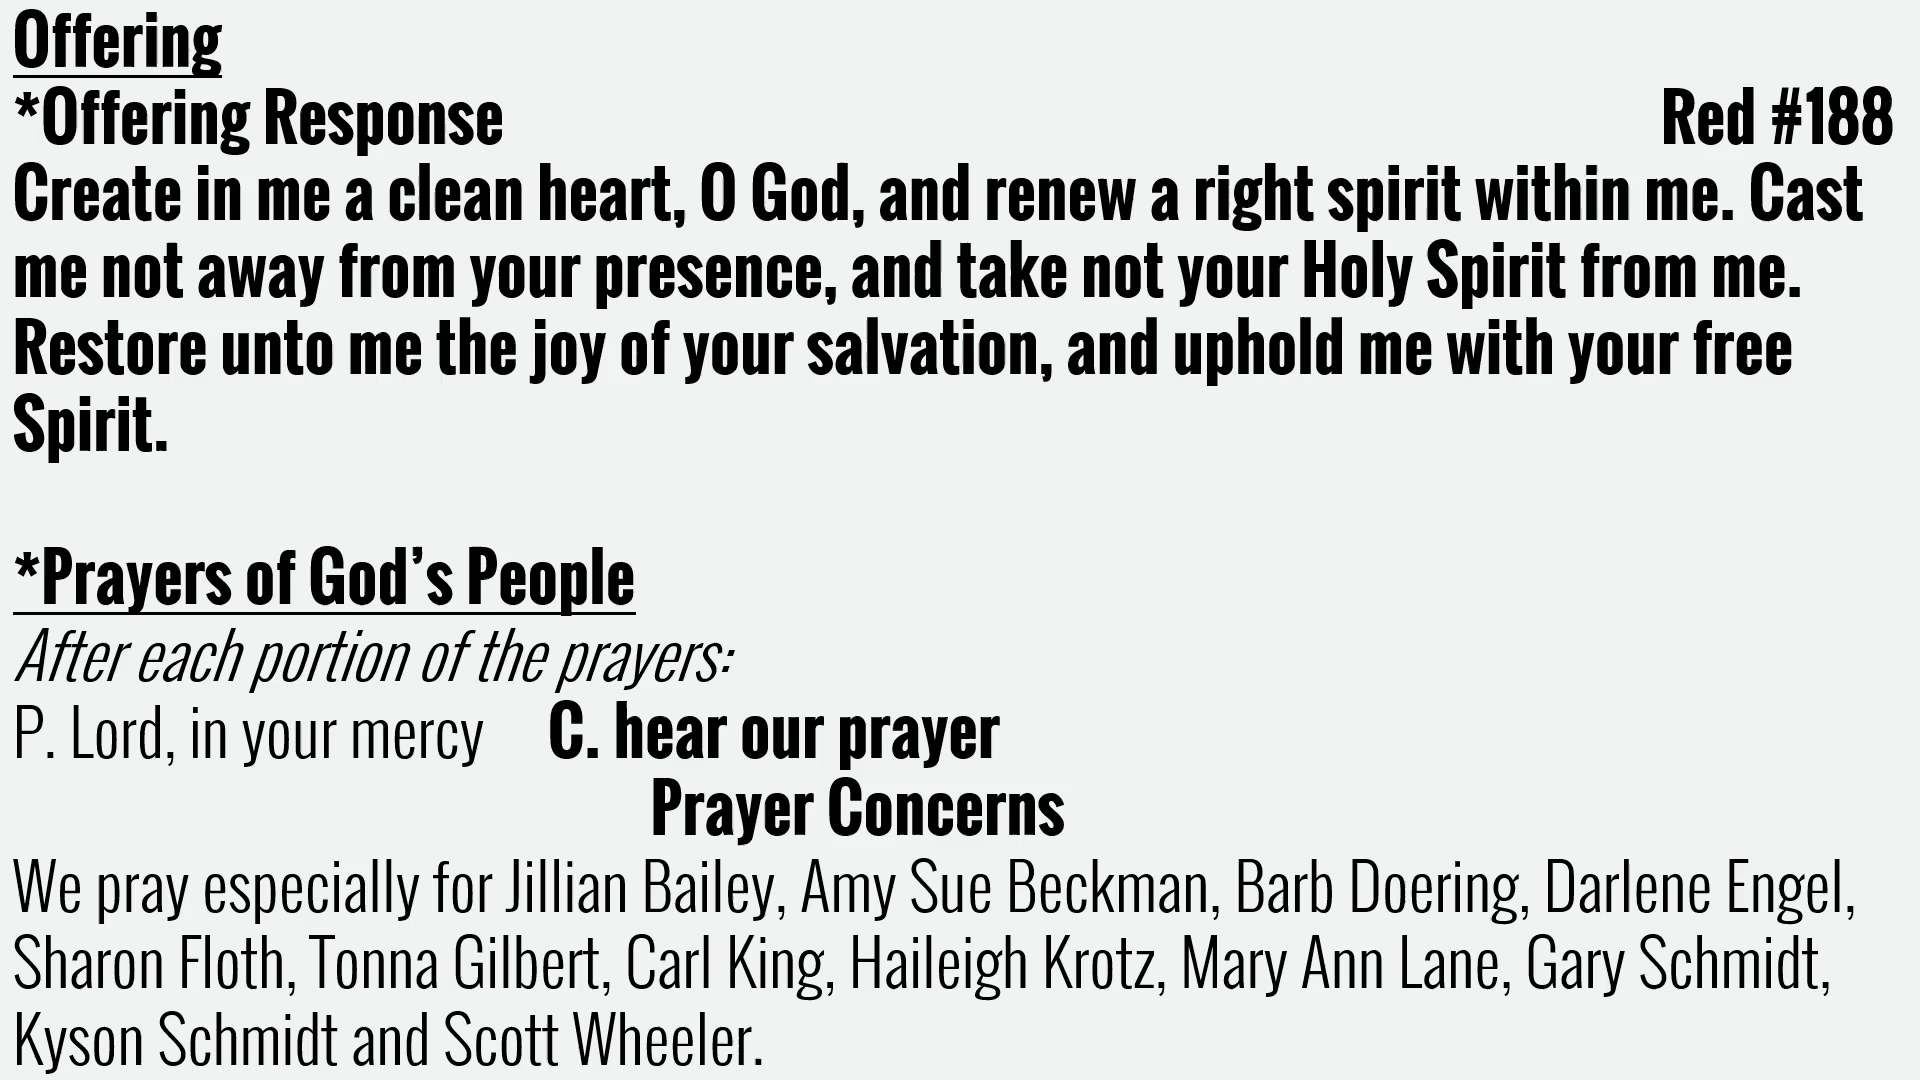 Offering
*Offering Response Red #188
Create in me a clean heart, O God, and renew a right spirit within me. Cast
me not away from your presence, and take not your Holy Spirit from me.
Restore unto me the joy of your salvation, and uphold me with your free
Spirit.
*Prayers of God’s People
After each portion of the prayers:
P. Lord, in your mercy C. hear our prayer
Prayer Concerns
We pray especially for Jillian Bailey, Amy Sue Beckman, Barb Doering, Darlene Engel,
Sharon Floth, Tonna Gilbert, Carl King, Haileigh Krotz, Mary Ann Lane, Gary Schmidt,
Kyson Schmidt and Scott Wheeler.